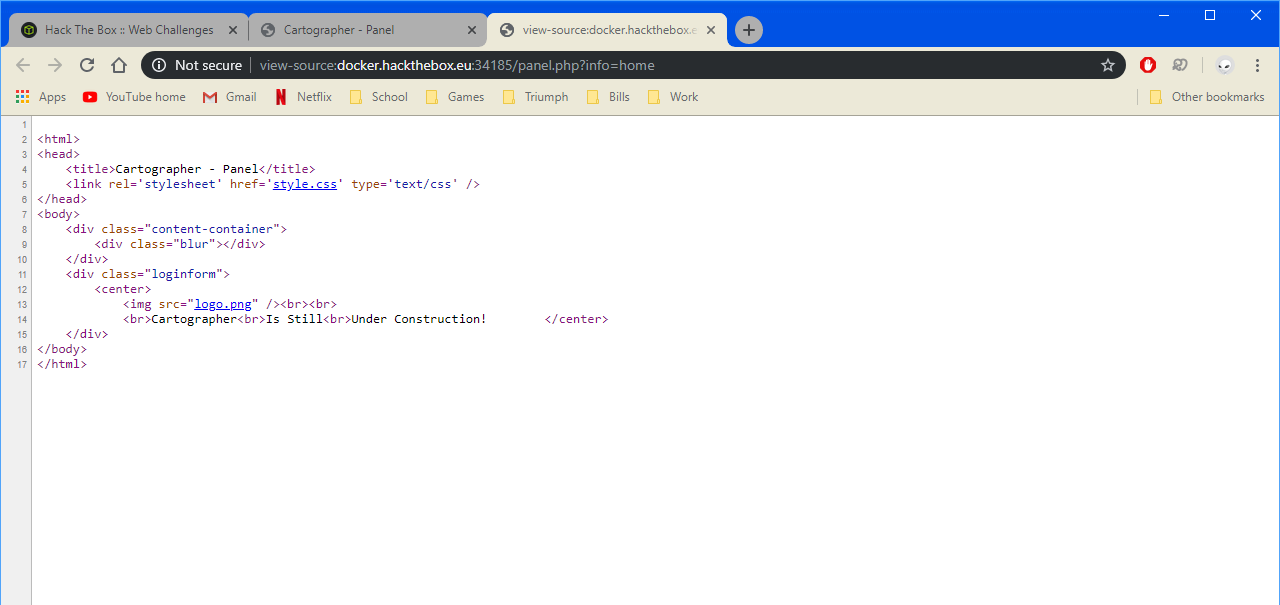 Hack The Box :: Web Challenges
Cartographer - Panel
view-source:docker.hackthebox.e
Not secure view-source:docker.hackthebox.eu:34185/panel.php?info=home
Apps YouTube home Gmail Netflix School Games Triumph Bills Work Other bookmarks
1
2 <html>
3 <head>
4 <title>Cartographer - Panel</title>
5 <link rel='stylesheet' href='style.css' type='text/css' />
6 </head>
7 <body>
8 <div class="content-container">
9 <div class="blur"></div>
10 </div>
11 <div class="loginform">
12 <center>
13 <img src="logo.png" /><br><br>
14 <br>Cartographer<br>Is Still<br>Under Construction! </center>
15 </div>
16 </body>
17 </html>